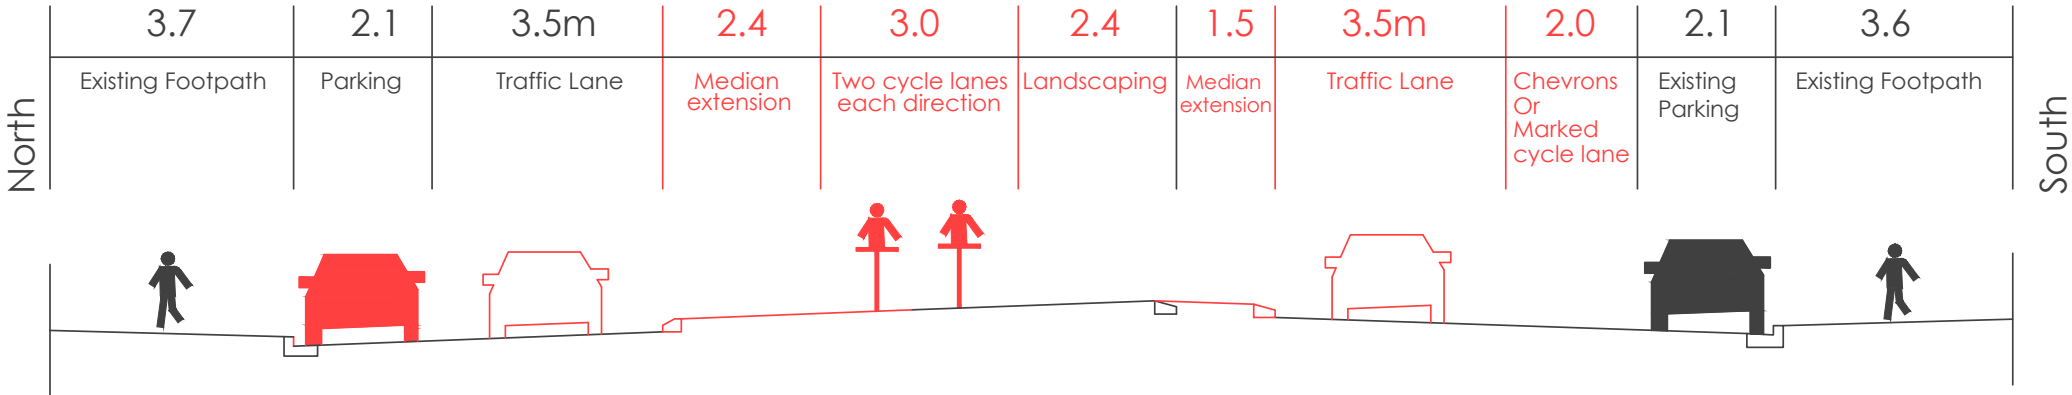 3.7 2.1 3.5m 2.4 3.0 2.4 1.5 3.5m 2.0 2.1 3.6
North
Existing Footpath
Parking
Traffic Lane
Median
extension
Two cycle lanes
each direction
Landscaping
Median
extension
Traffic Lane
Chevrons
Or
Marked
cycle lane
Existing
Parking
Existing Footpath
South